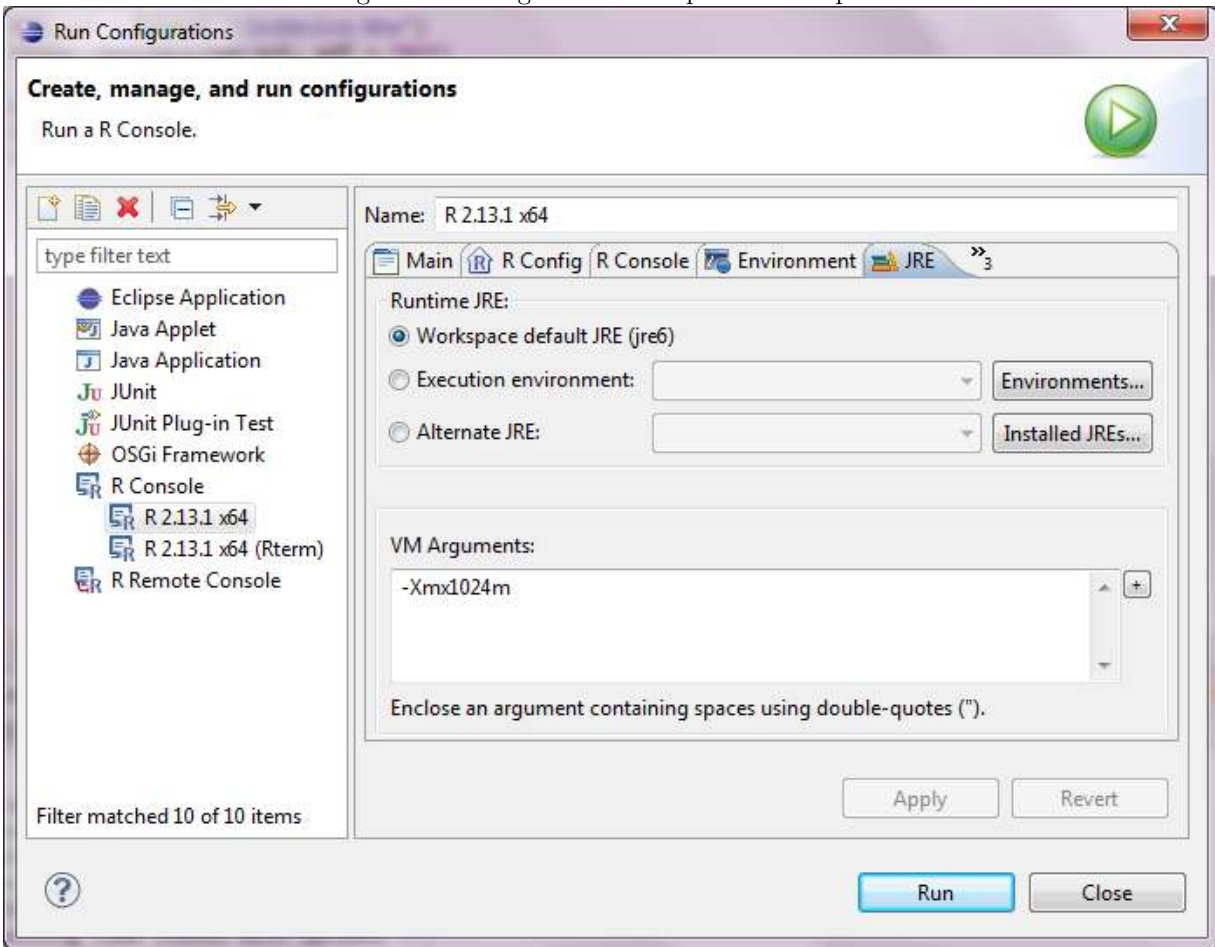 Run Configurations
Create, manage, and run configurations
Run a R Console.
Name: R 2.13.1 x64
type filter text
Main R Config R Console Environment JRE »3
Eclipse Application
Java Applet
Java Application
JUnit
JUnit Plug-in Test
OSGi Framework
R Console
R 2.13.1 x64
R 2.13.1 x64 (Rterm)
R Remote Console
Filter matched 10 of 10 items
Runtime JRE:
Workspace default JRE (jre6)
Execution environment: Environments...
Alternate JRE: Installed JREs...
VM Arguments:
-Xmx1024m
+
Enclose an argument containing spaces using double-quotes (").
Apply Revert
? Run Close